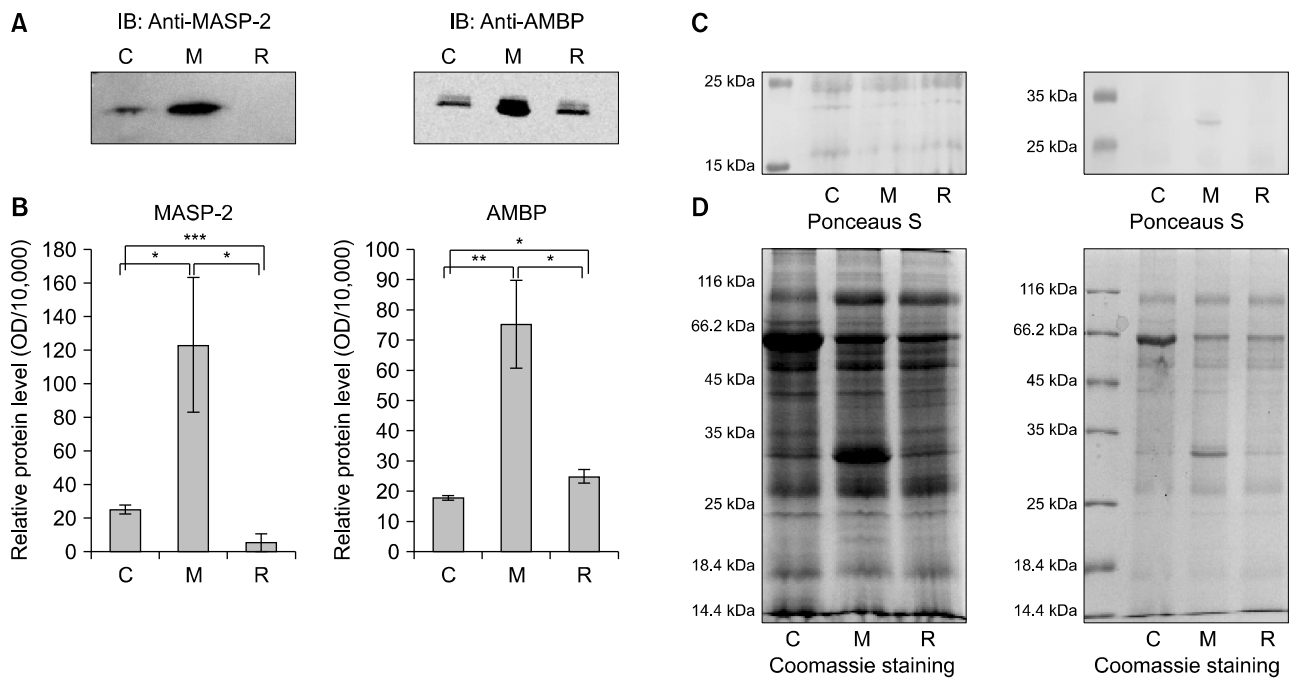 A
IB: Anti-MASP-2
C M R
IB: Anti-AMBP
C M R
B
MASP-2
Relative protein level (OD/10,000)
180
160
140
120
100
80
60
40
20
0
***
* *
C M R
AMBP
Relative protein level (OD/10,000)
100
90
80
70
60
50
40
30
20
10
0
*
** *
C M R
C
25 kDa
15 kDa
C M R
Ponceaus S
35 kDa
25 kDa
C M R
Ponceaus S
D
116 kDa
66.2 kDa
45 kDa
35 kDa
25 kDa
18.4 kDa
14.4 kDa
C M R
Coomassie staining
116 kDa
66.2 kDa
45 kDa
35 kDa
25 kDa
18.4 kDa
14.4 kDa
C M R
Coomassie staining